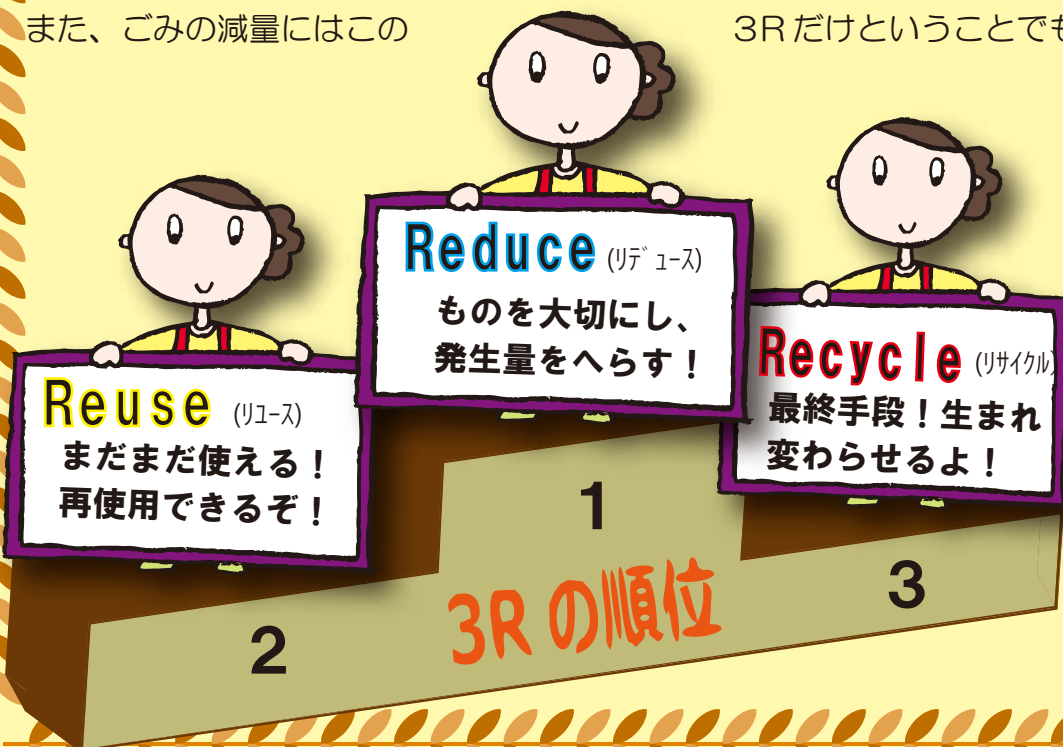 また、ごみの減量にはこの
3Rだけということでも
Reduce (リデュース)
ものを大切にし、
発生量をへらす！
Reuse (リユース)
まだまだ使える！
再使用できるぞ！
Recycle (リサイクル)
最終手段！生まれ
変わらせるよ！
1
2
3
3Rの順位